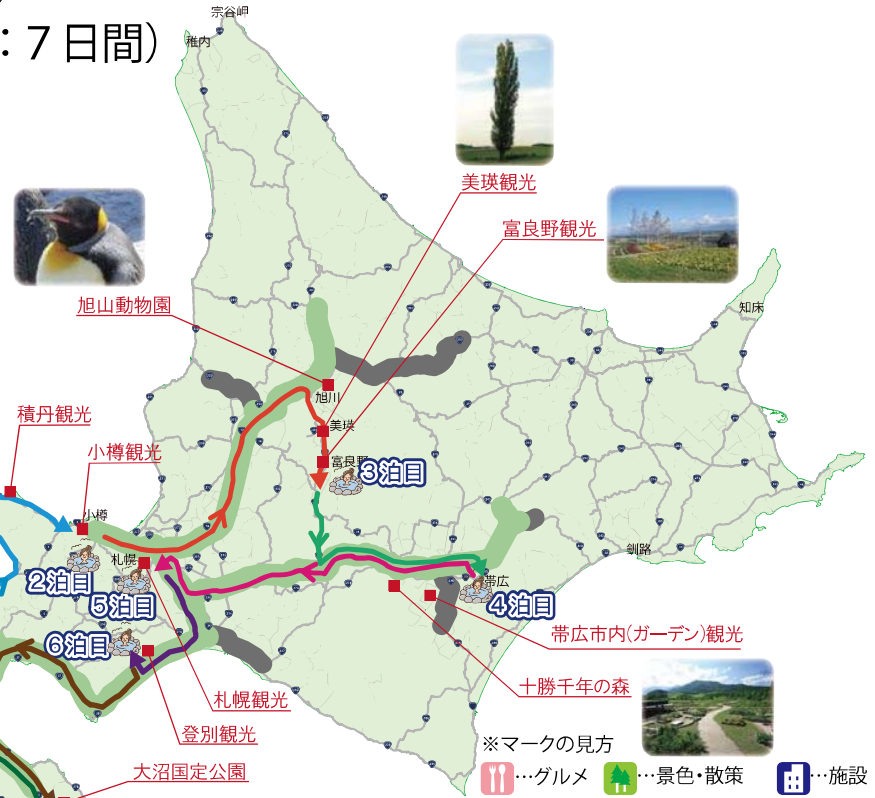 宗谷岬
：７日間）
稚内
美瑛観光
富良野観光
旭山動物園
知床
旭川
積丹観光
美瑛
小樽観光
富良野
3泊目
小樽
釧路
札幌
2泊目
帯広
5泊目
4泊目
6泊目
帯広市内(ガーデン)観光
十勝千年の森
札幌観光
登別観光
※マークの見方
大沼国定公園
…グルメ
…景色・散策
…施設